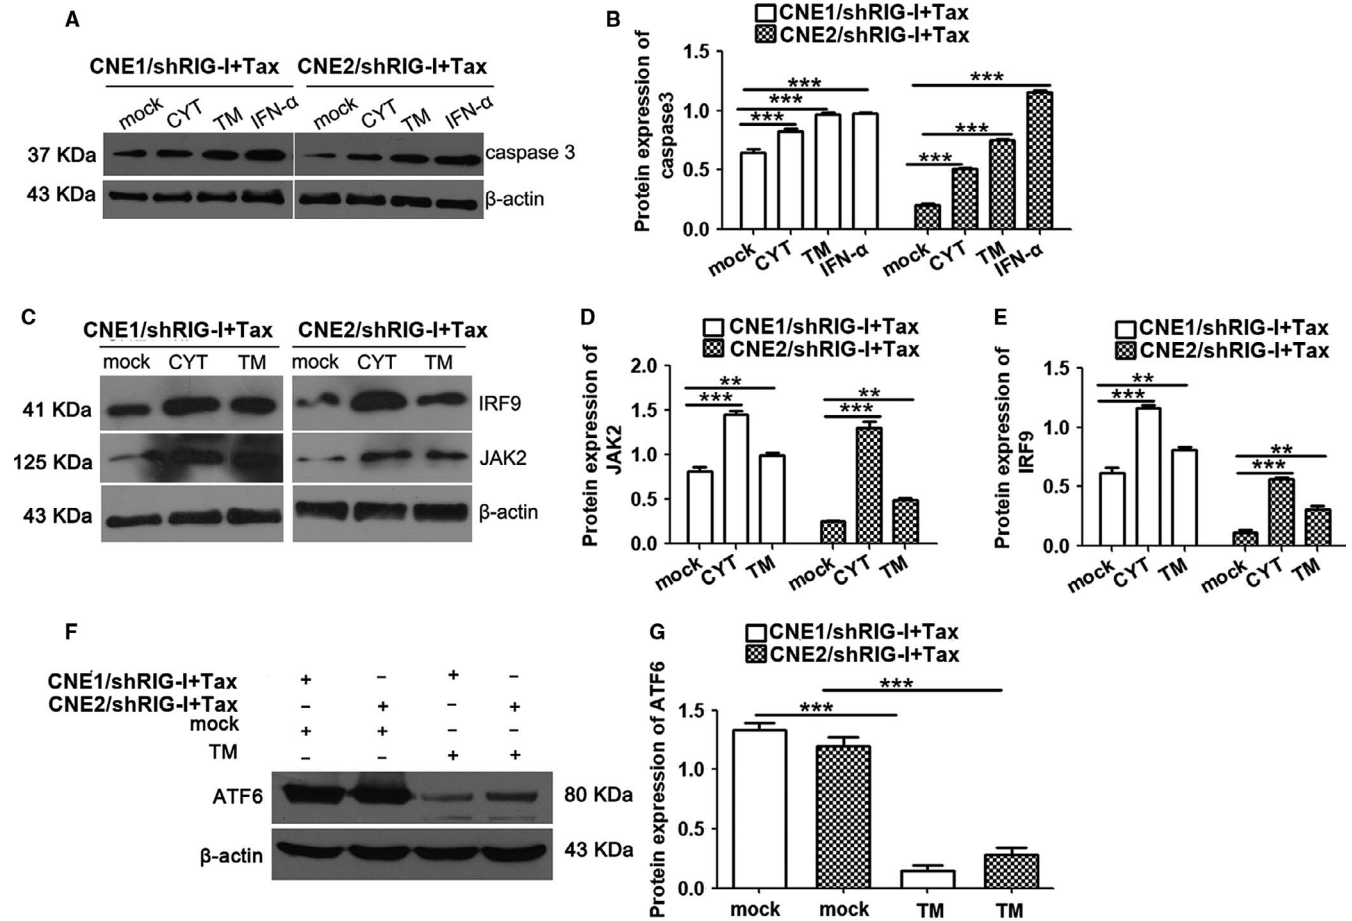 A
CNE1/shRIG-I+Tax CNE2/shRIG-I+Tax
mock CYT TM IFN-α mock CYT TM IFN-α
37 KDa caspase 3
43 KDa β-actin
B
CNE1/shRIG-I+Tax
CNE2/shRIG-I+Tax
Protein expression of
caspase3
1.5
1.0
0.5
0.0
*** *** *** *** *** ***
mock CYT TM IFN-α mock CYT TM IFN-α
C
CNE1/shRIG-I+Tax CNE2/shRIG-I+Tax
mock CYT TM mock CYT TM
41 KDa IRF9
125 KDa JAK2
43 KDa β-actin
D
CNE1/shRIG-I+Tax
CNE2/shRIG-I+Tax
Protein expression of
JAK2
2.0
1.5
1.0
0.5
0.0
** *** ** ***
mock CYT TM mock CYT TM
E
CNE1/shRIG-I+Tax
CNE2/shRIG-I+Tax
Protein expression of
IRF9
1.5
1.0
0.5
0.0
** *** ** ***
mock CYT TM mock CYT TM
F
CNE1/shRIG-I+Tax + – + –
CNE2/shRIG-I+Tax – + – +
mock + + – –
TM – – + +
ATF6 80 KDa
β-actin 43 KDa
G
CNE1/shRIG-I+Tax
CNE2/shRIG-I+Tax
Protein expression of ATF6
1.5
1.0
0.5
0.0
*** ***
mock mock TM TM